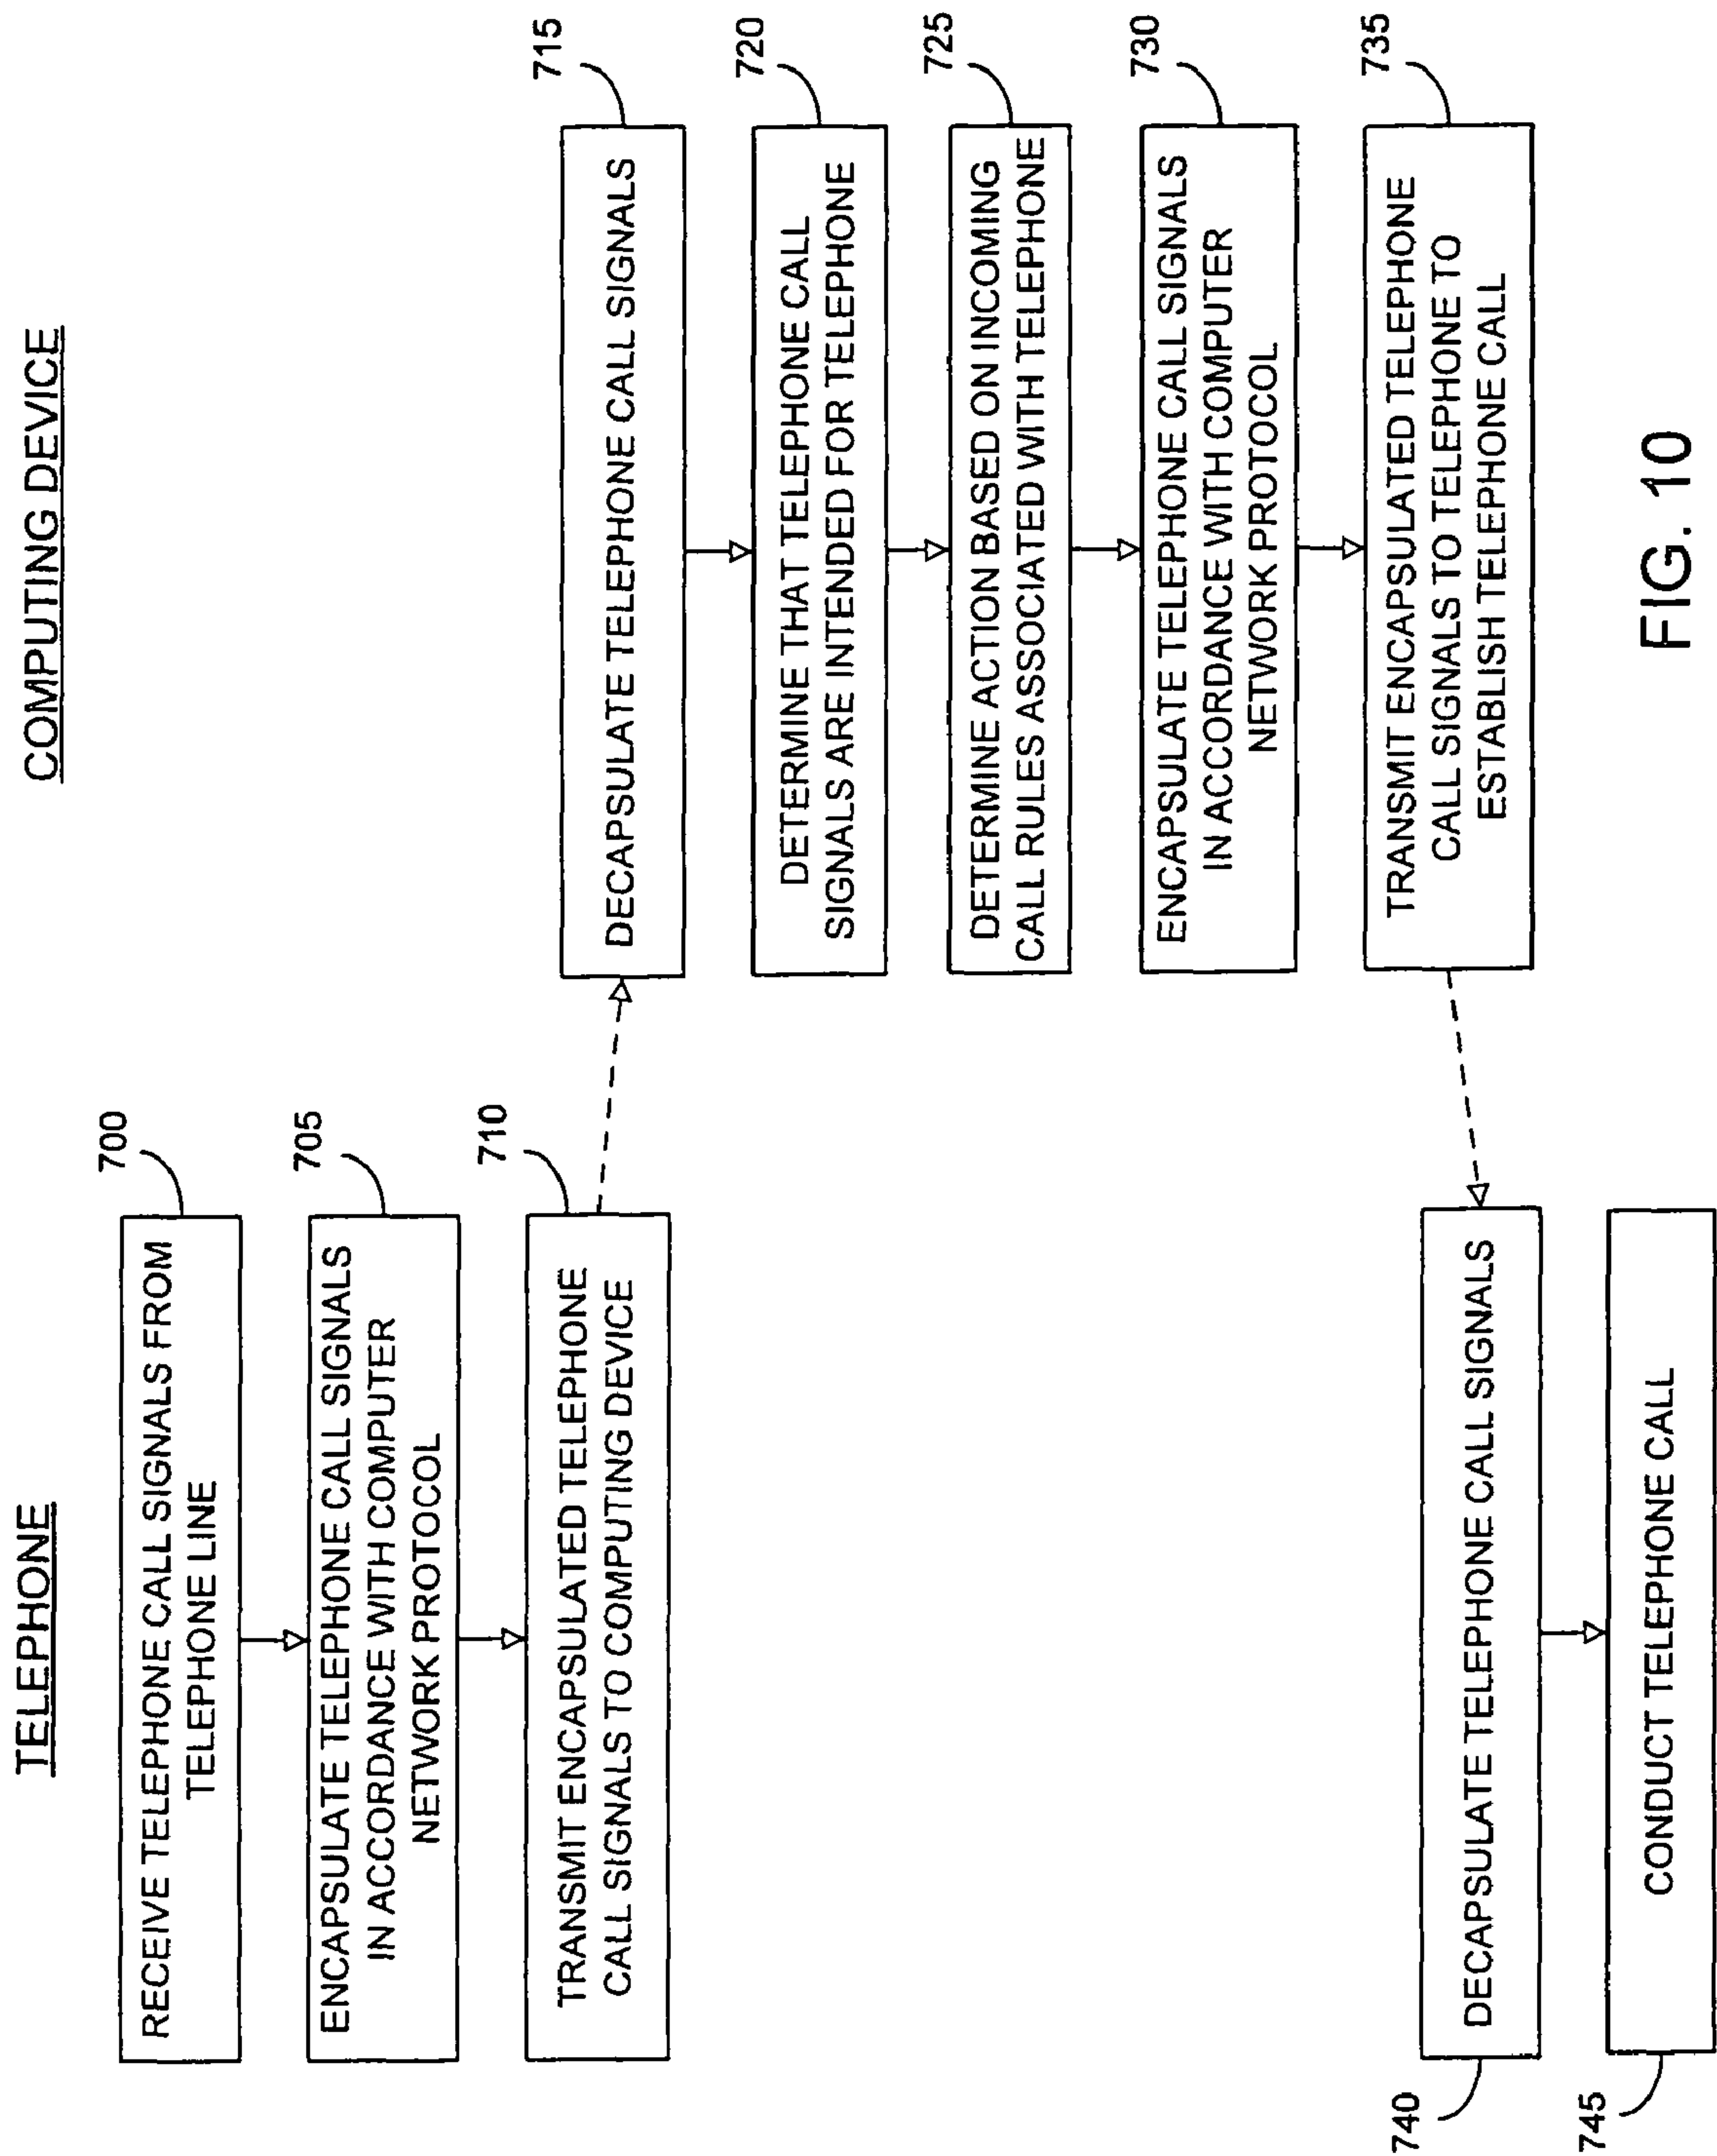 TELEPHONE
700
RECEIVE TELEPHONE CALL SIGNALS FROM
TELEPHONE LINE
705
ENCAPSULATE TELEPHONE CALL SIGNALS
IN ACCORDANCE WITH COMPUTER
NETWORK PROTOCOL
710
TRANSMIT ENCAPSULATED TELEPHONE
CALL SIGNALS TO COMPUTING DEVICE
COMPUTING DEVICE
715
DECAPSULATE TELEPHONE CALL SIGNALS
720
DETERMINE THAT TELEPHONE CALL
SIGNALS ARE INTENDED FOR TELEPHONE
725
DETERMINE ACTION BASED ON INCOMING
CALL RULES ASSOCIATED WITH TELEPHONE
730
ENCAPSULATE TELEPHONE CALL SIGNALS
IN ACCORDANCE WITH COMPUTER
NETWORK PROTOCOL
735
TRANSMIT ENCAPSULATED TELEPHONE
CALL SIGNALS TO TELEPHONE TO
ESTABLISH TELEPHONE CALL
740
DECAPSULATE TELEPHONE CALL SIGNALS
745
CONDUCT TELEPHONE CALL
FIG. 10